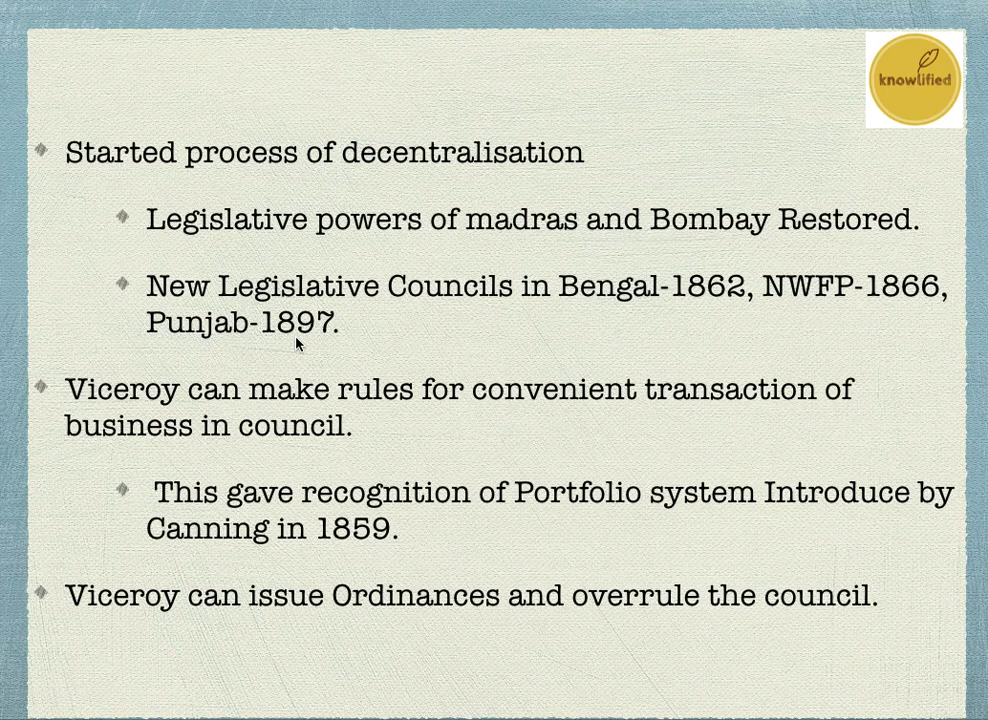 knowlified
Started process of decentralisation
Legislative powers of madras and Bombay Restored.
New Legislative Councils in Bengal-1862, NWFP-1866,
Punjab-1897.
Viceroy can make rules for convenient transaction of
business in council.
This gave recognition of Portfolio system Introduce by
Canning in 1859.
Viceroy can issue Ordinances and overrule the council.